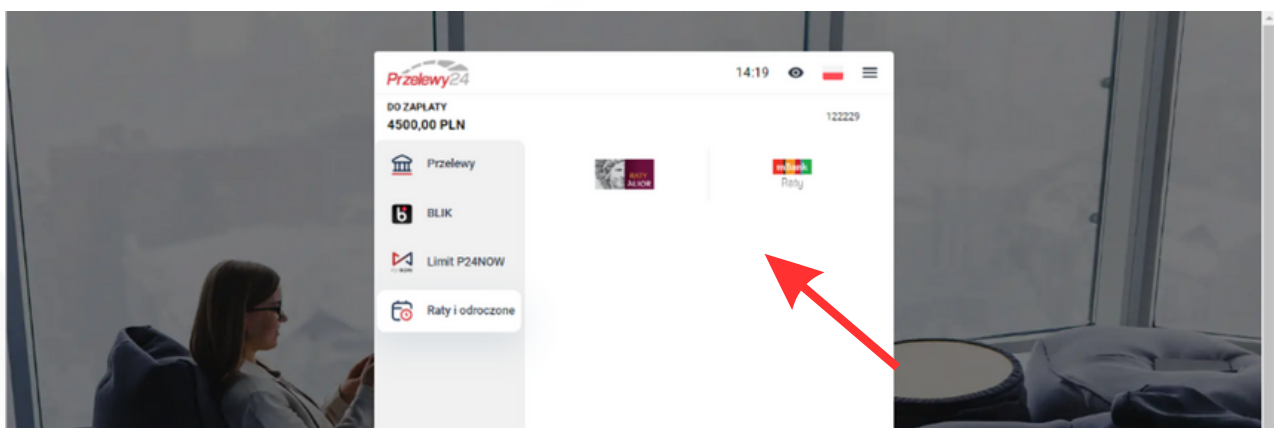 Przelewy24
14:19
DO ZAPŁATY
4500,00 PLN
122229
Przelewy
BLIK
Limit P24NOW
Raty i odroczone
RATY
ALIOR
mBank
Raty